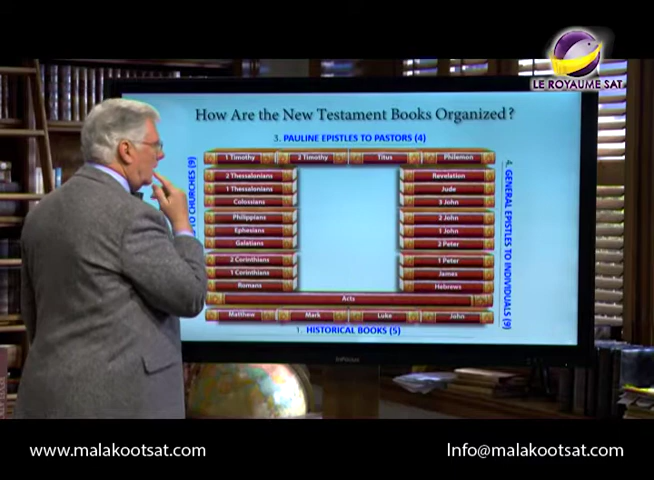 LE ROYAUME SAT
How Are the New Testament Books Organized?
3. PAULINE EPISTLES TO PASTORS (4)
1 Timothy 2 Timothy Titus Philemon
2 Thessalonians
1 Thessalonians
Colossians
Philippians
Ephesians
Galatians
2 Corinthians
1 Corinthians
Romans
Revelation
Jude
3 John
2 John
1 John
2 Peter
1 Peter
James
Hebrews
TO CHURCHES (9)
4. GENERAL EPISTLES TO INDIVIDUALS (9)
Acts
Matthew Mark Luke John
1. HISTORICAL BOOKS (5)
www.malakootsat.com
Info@malakootsat.com